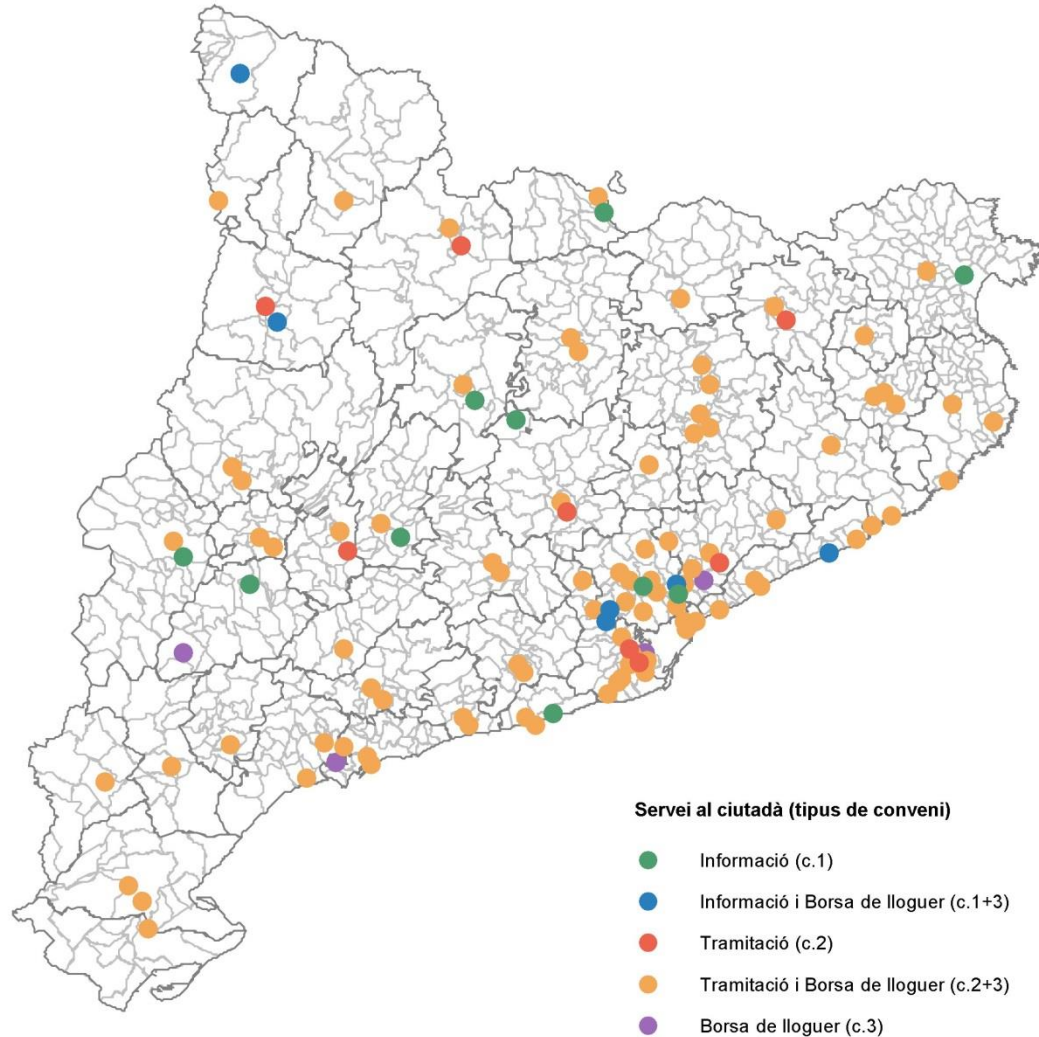 Servei al ciutadà (tipus de conveni)
Informació (c.1)
Informació i Borsa de lloguer (c.1+3)
Tramitació (c.2)
Tramitació i Borsa de lloguer (c.2+3)
Borsa de lloguer (c.3)